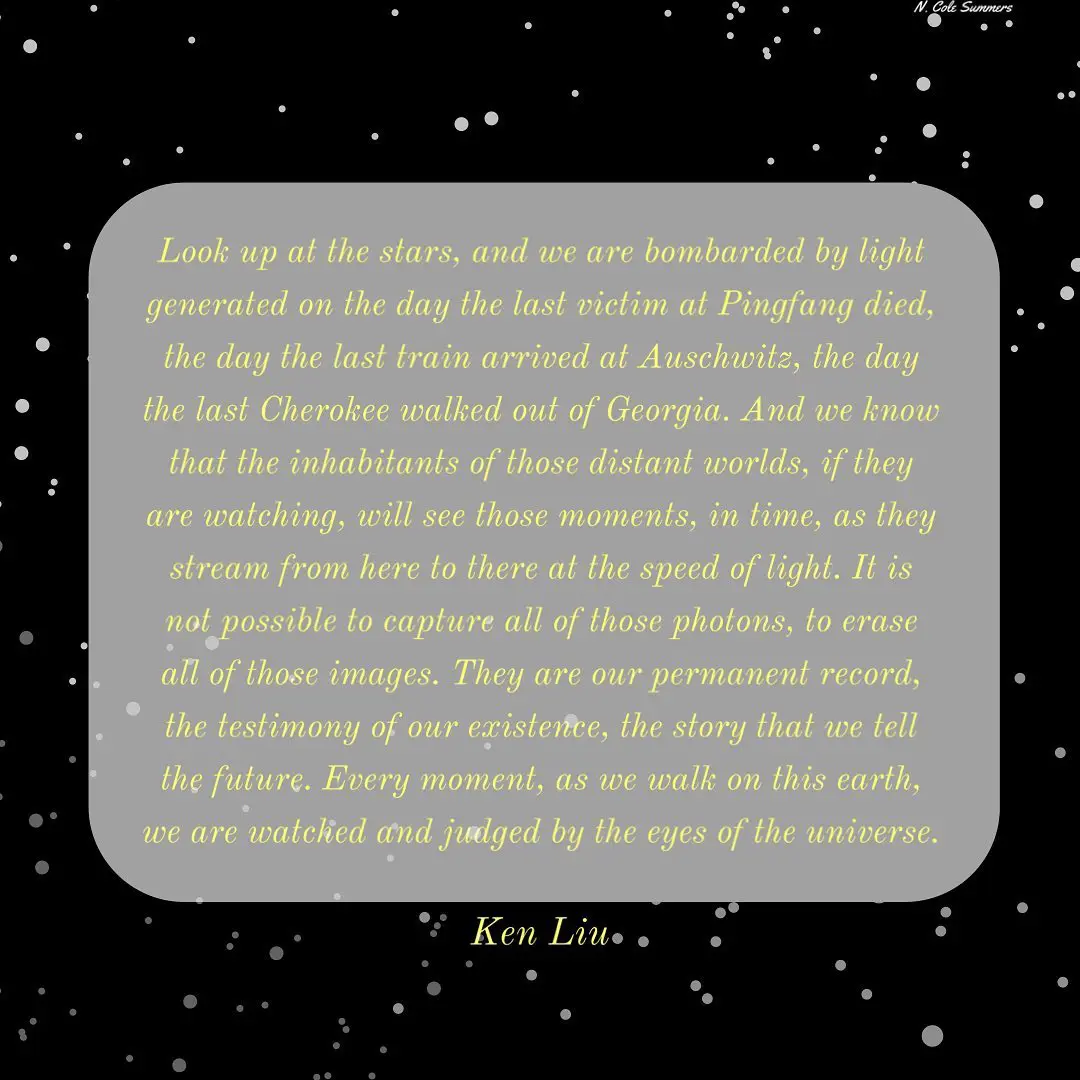 N. Cole Summers
Look up at the stars, and we are bombarded by light
generated on the day the last victim at Pingfang died,
the day the last train arrived at Auschwitz, the day
the last Cherokee walked out of Georgia. And we know
that the inhabitants of those distant worlds, if they
are watching, will see those moments, in time, as they
stream from here to there at the speed of light. It is
not possible to capture all of those photons, to erase
all of those images. They are our permanent record,
the testimony of our existence, the story that we tell
the future. Every moment, as we walk on this earth,
we are watched and judged by the eyes of the universe.
Ken Liu